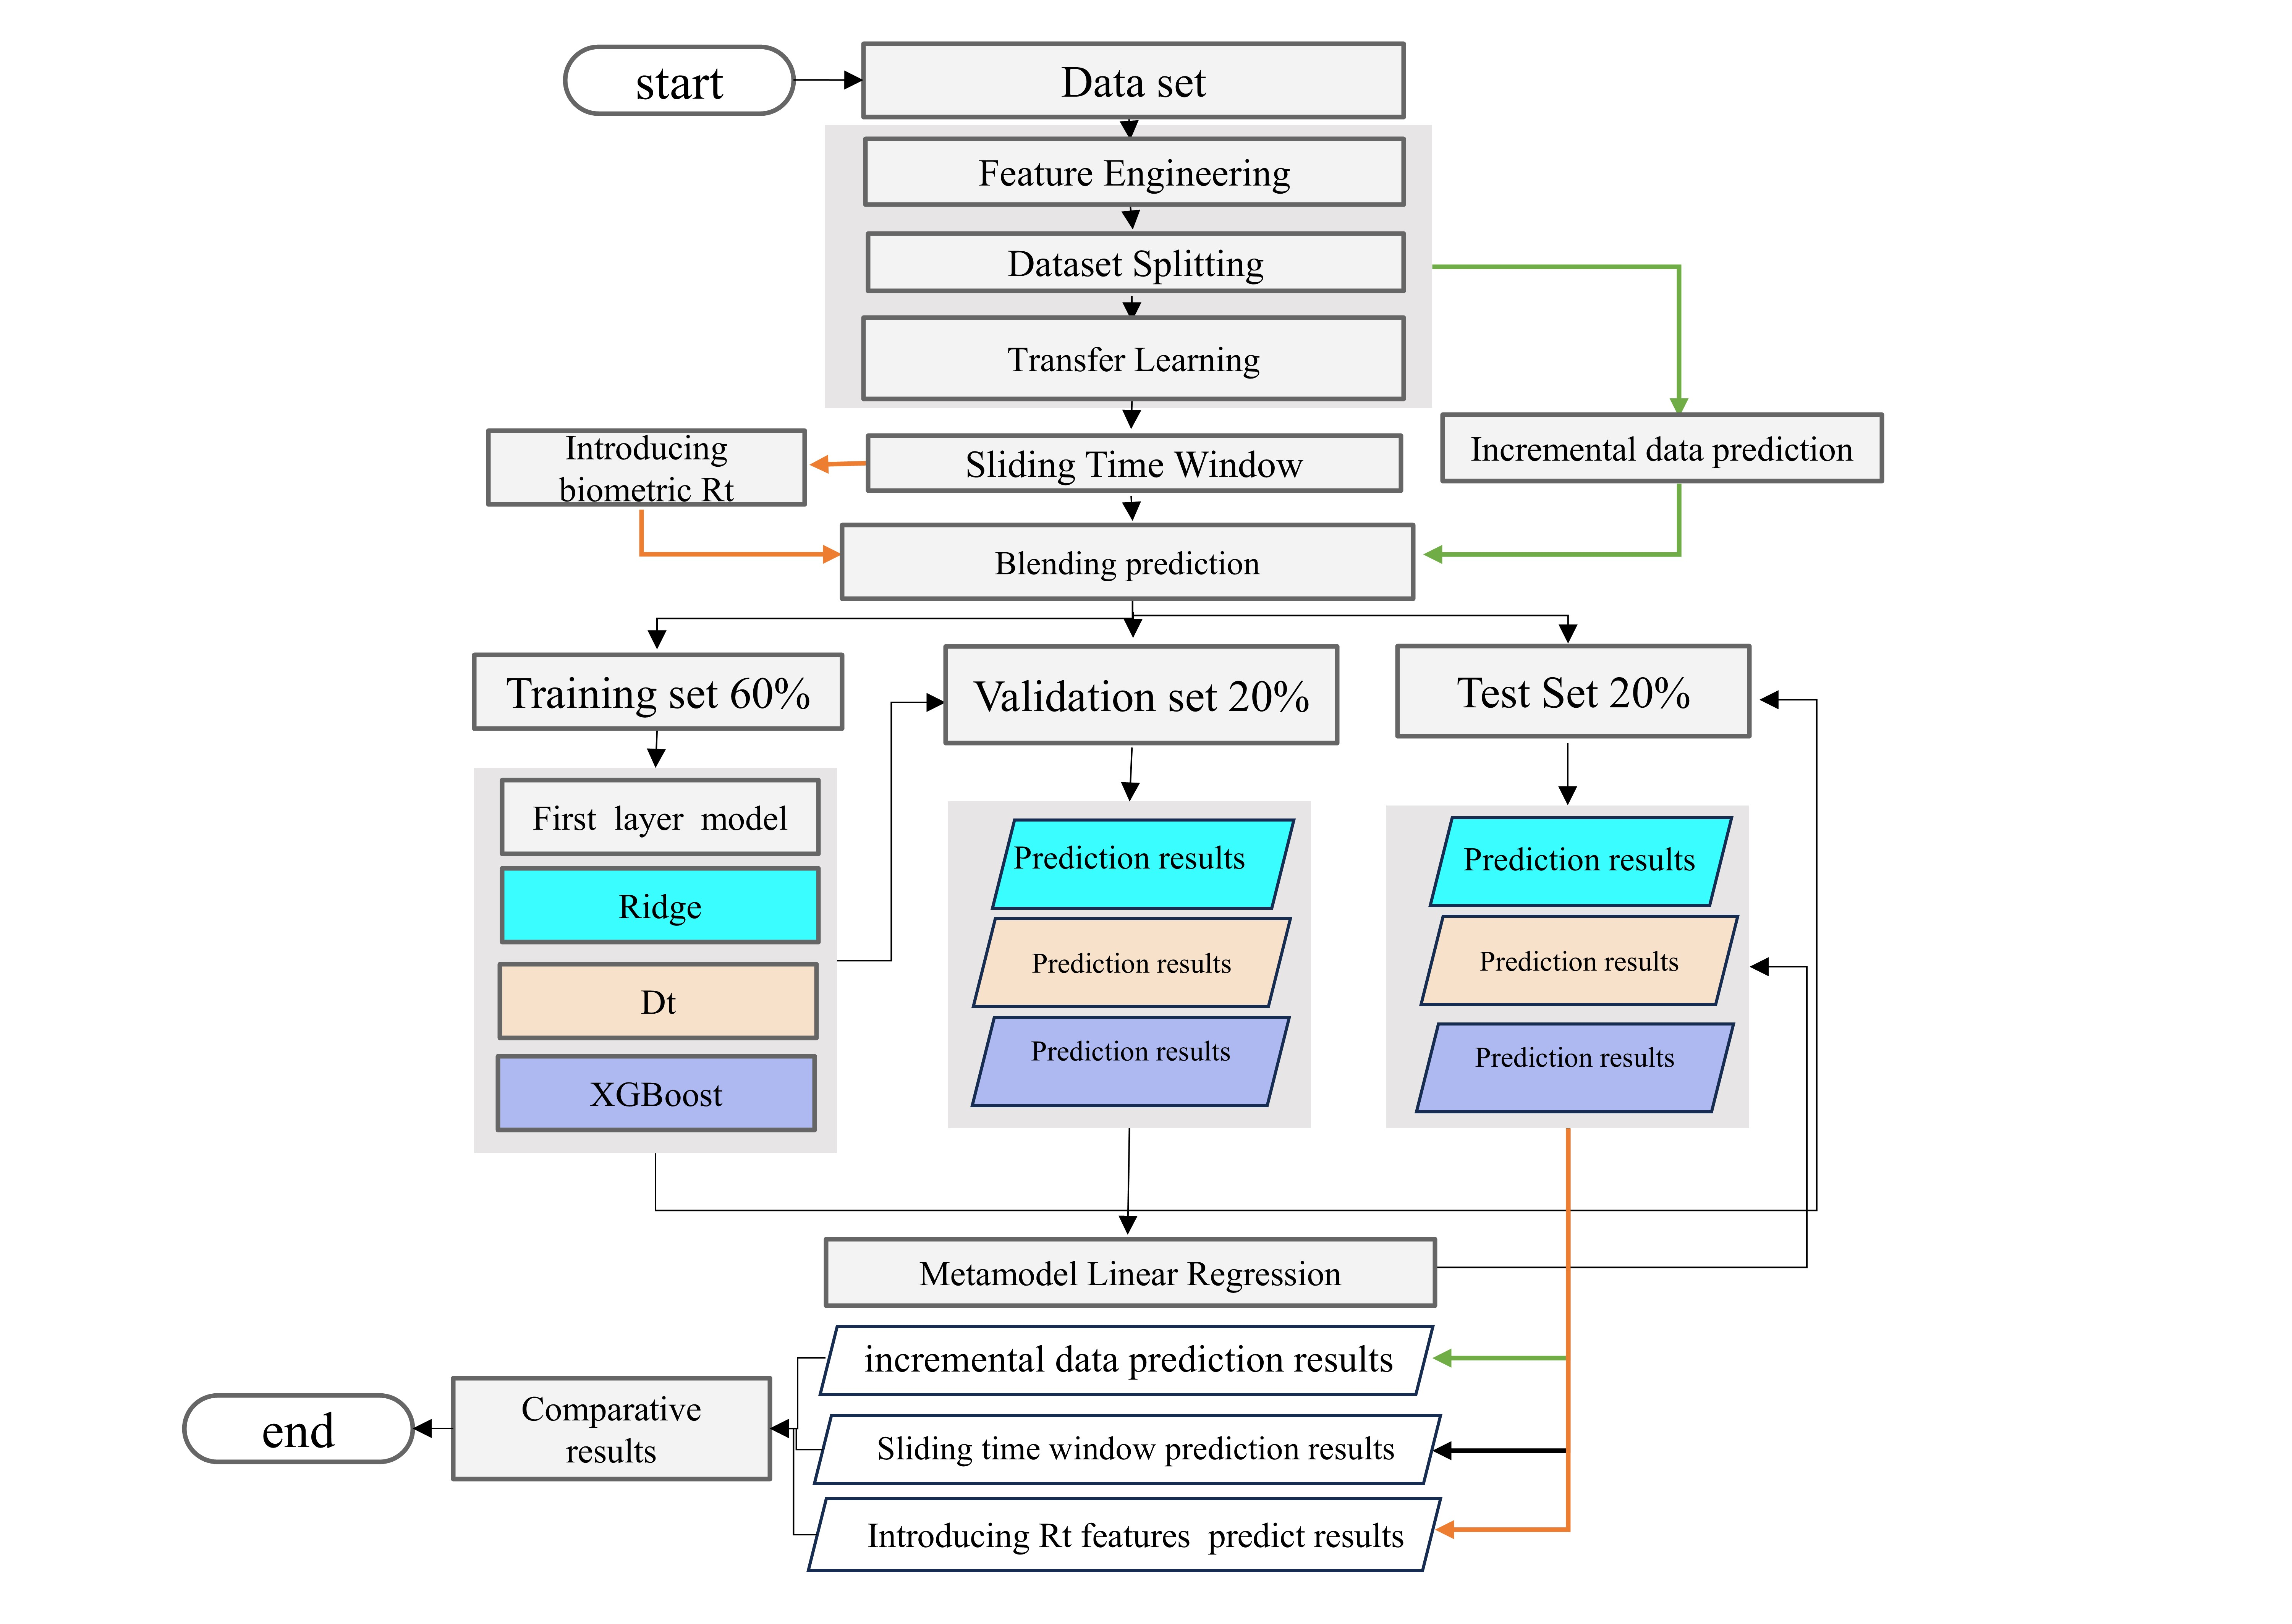 start
Data set
Feature Engineering
Dataset Splitting
Transfer Learning
Introducing
biometric Rt
Sliding Time Window
Incremental data prediction
Blending prediction
Training set 60%
Validation set 20%
Test Set 20%
First layer model
Ridge
Dt
XGBoost
Prediction results
Prediction results
Prediction results
Prediction results
Prediction results
Prediction results
Metamodel Linear Regression
incremental data prediction results
Sliding time window prediction results
Introducing Rt features predict results
Comparative
results
end